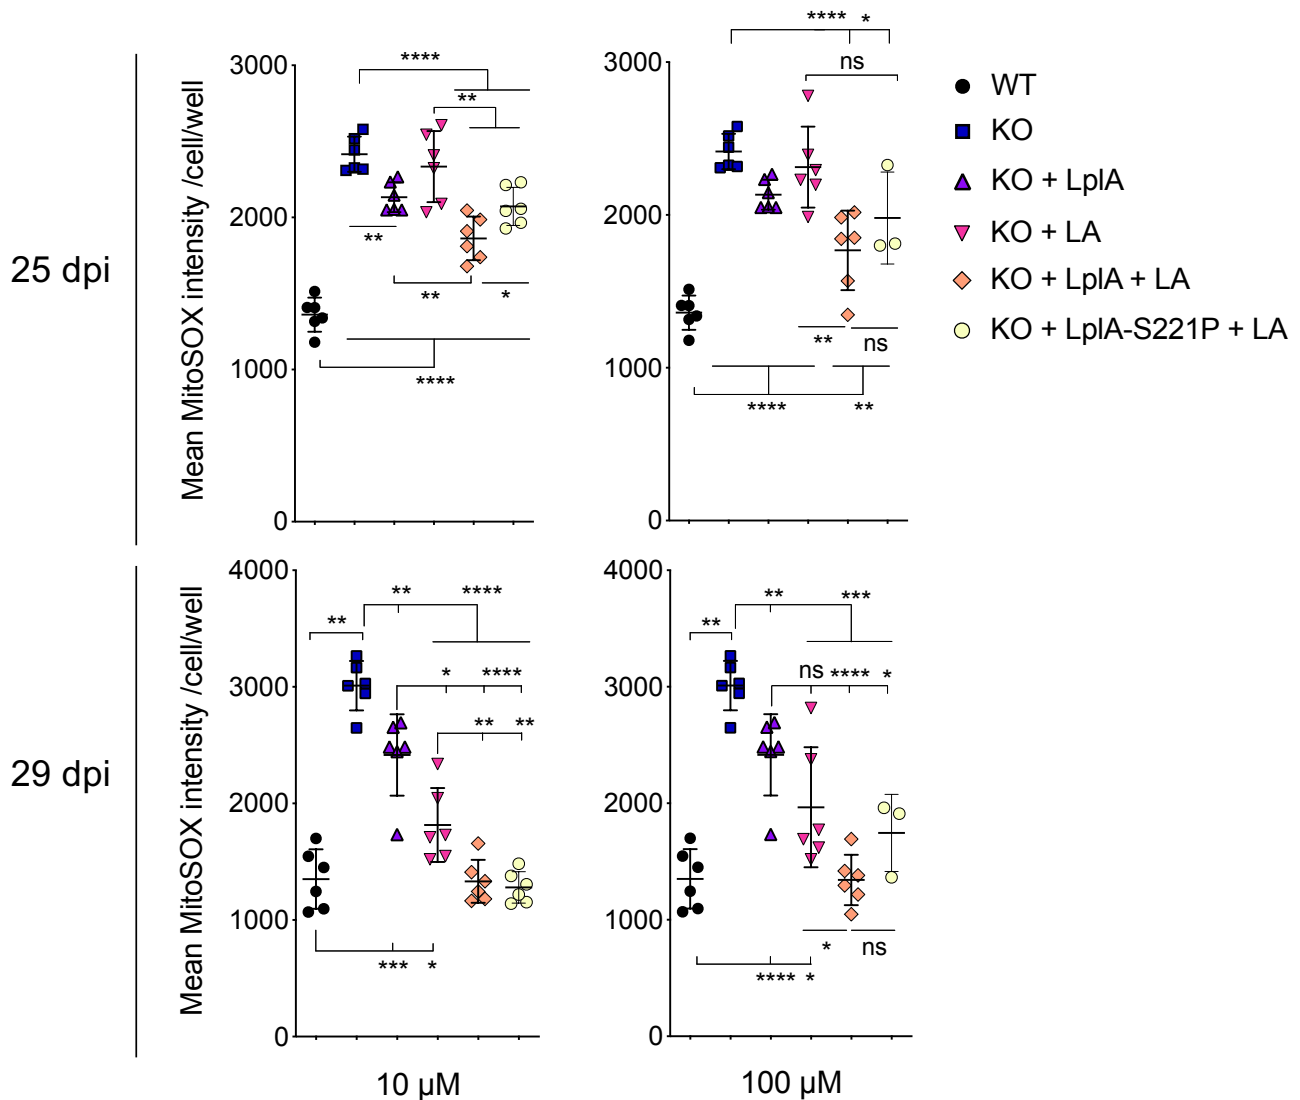 25 dpi
Mean MitoSOX intensity /cell/well
3000
2000
1000
0
****
**
**
**
*
****
3000
2000
1000
0
**** *
ns
**
ns
****
**
WT
KO
KO + LplA
KO + LA
KO + LplA + LA
KO + LplA-S221P + LA
29 dpi
Mean MitoSOX intensity /cell/well
4000
3000
2000
1000
0
**
**
****
*
****
**
**
***
*
10 µM
4000
3000
2000
1000
0
**
**
***
ns
****
*
*
ns
****
*
100 µM